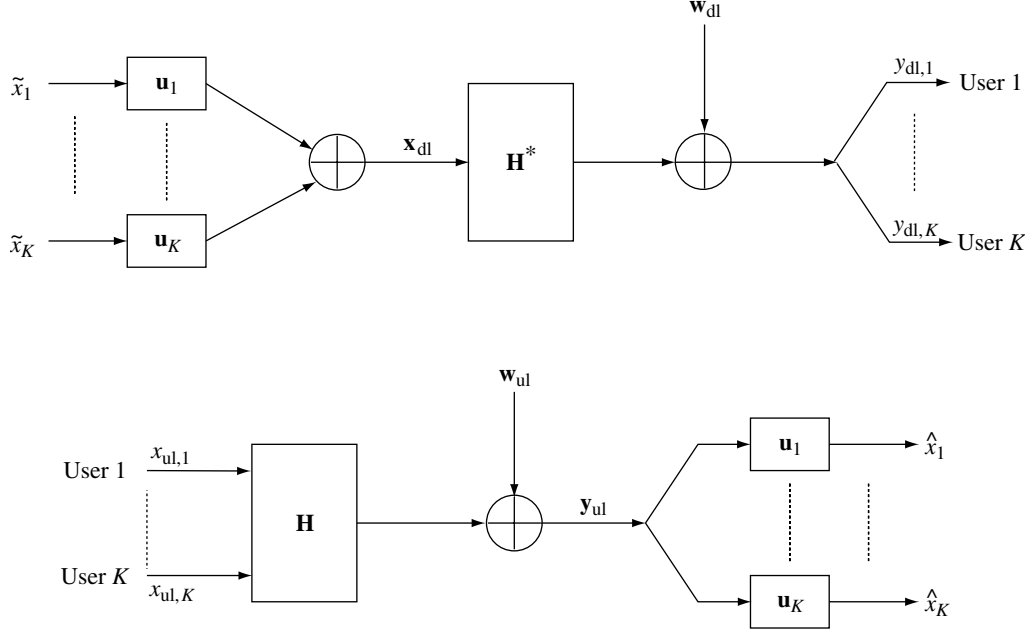 w_dl
x̃_1 u_1 y_dl,1 User 1
x_dl H*
x̃_K u_K y_dl,K User K
w_ul
User 1 x_ul,1 u_1 x̂_1
H y_ul
User K x_ul,K u_K x̂_K